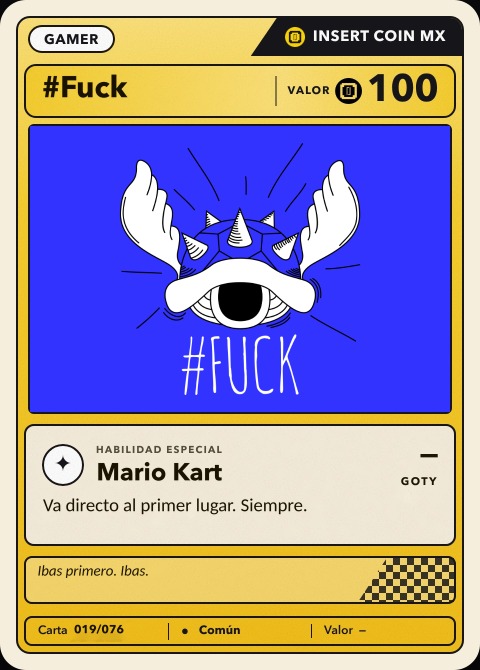 GAMER
INSERT COIN MX
#Fuck
VALOR 100
#FUCK
HABILIDAD ESPECIAL
Mario Kart
–
GOTY
Va directo al primer lugar. Siempre.
Ibas primero. Ibas.
Carta 019/076 • Común Valor –